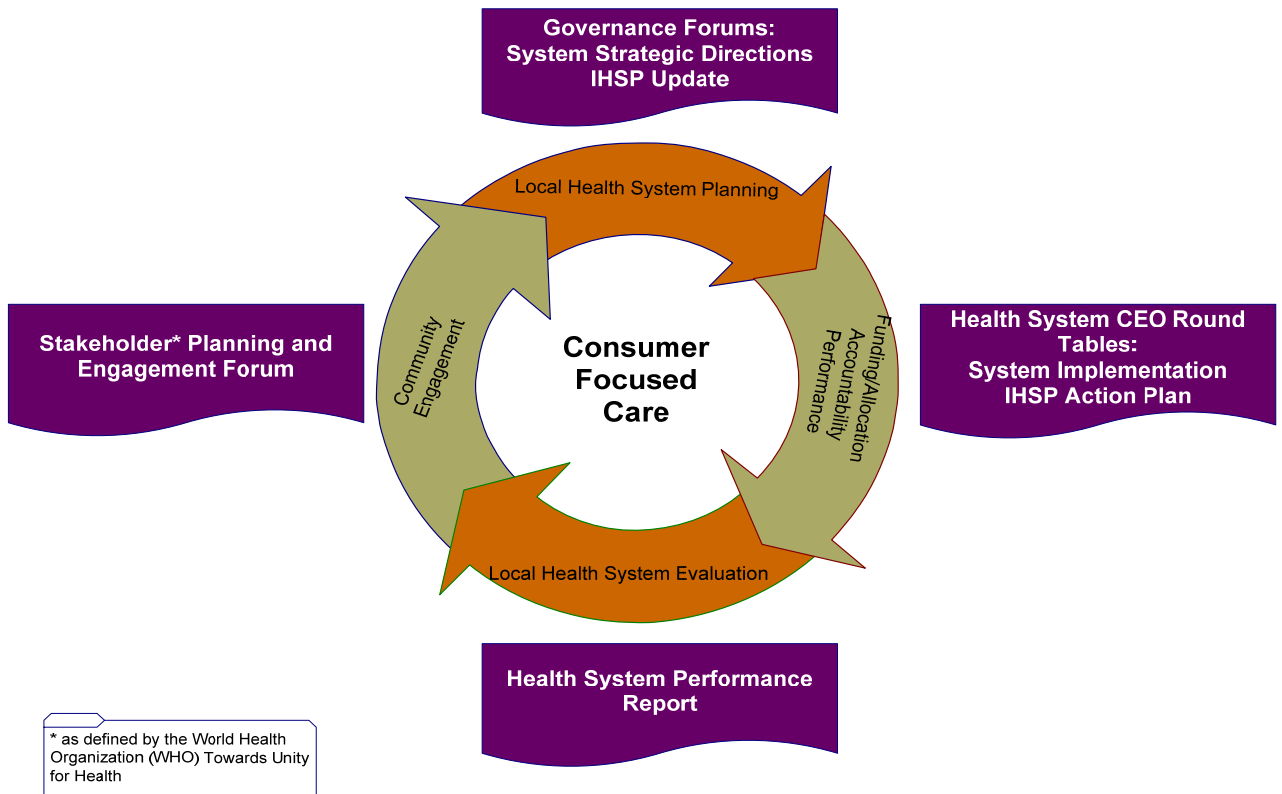 Governance Forums:
System Strategic Directions
IHSP Update
Local Health System Planning
Stakeholder* Planning and
Engagement Forum
Community
Engagement
Consumer
Focused
Care
Funding/Allocation
Accountability
Performance
Health System CEO Round
Tables:
System Implementation
IHSP Action Plan
Local Health System Evaluation
Health System Performance
Report
* as defined by the World Health
Organization (WHO) Towards Unity
for Health